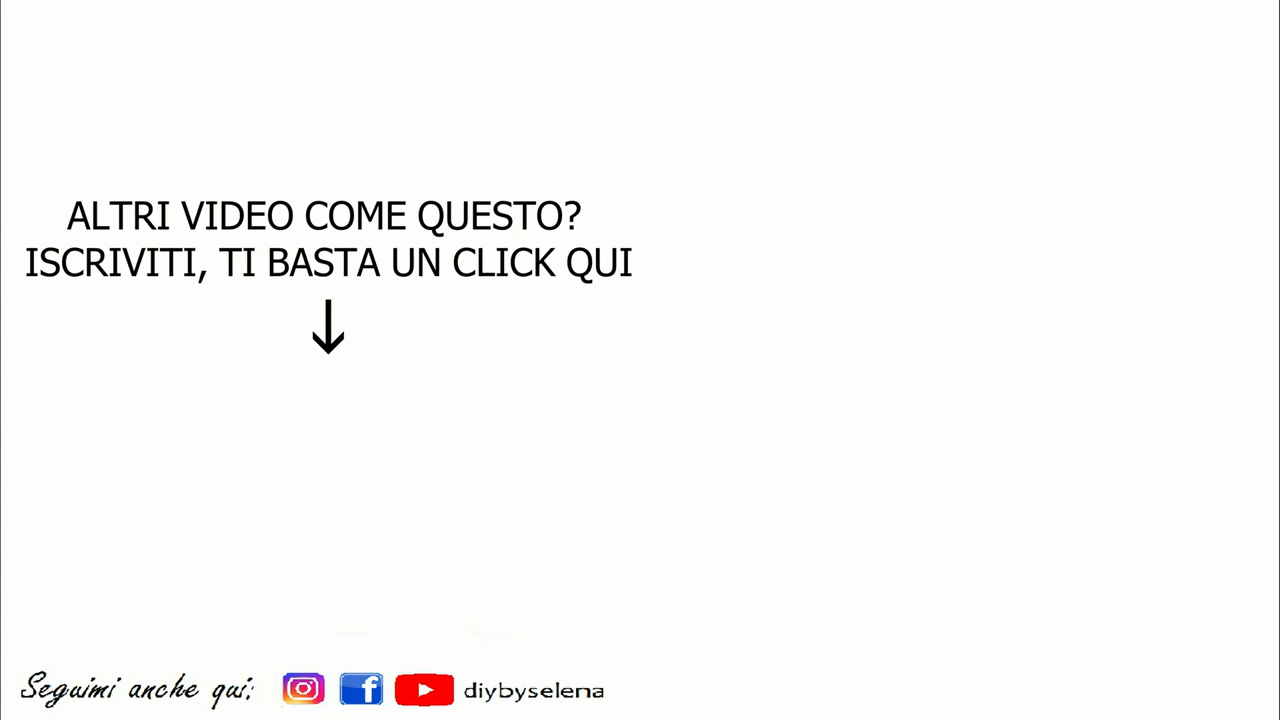 ALTRI VIDEO COME QUESTO?
ISCRIVITI, TI BASTA UN CLICK QUI
Seguimi anche qui: diybyselena